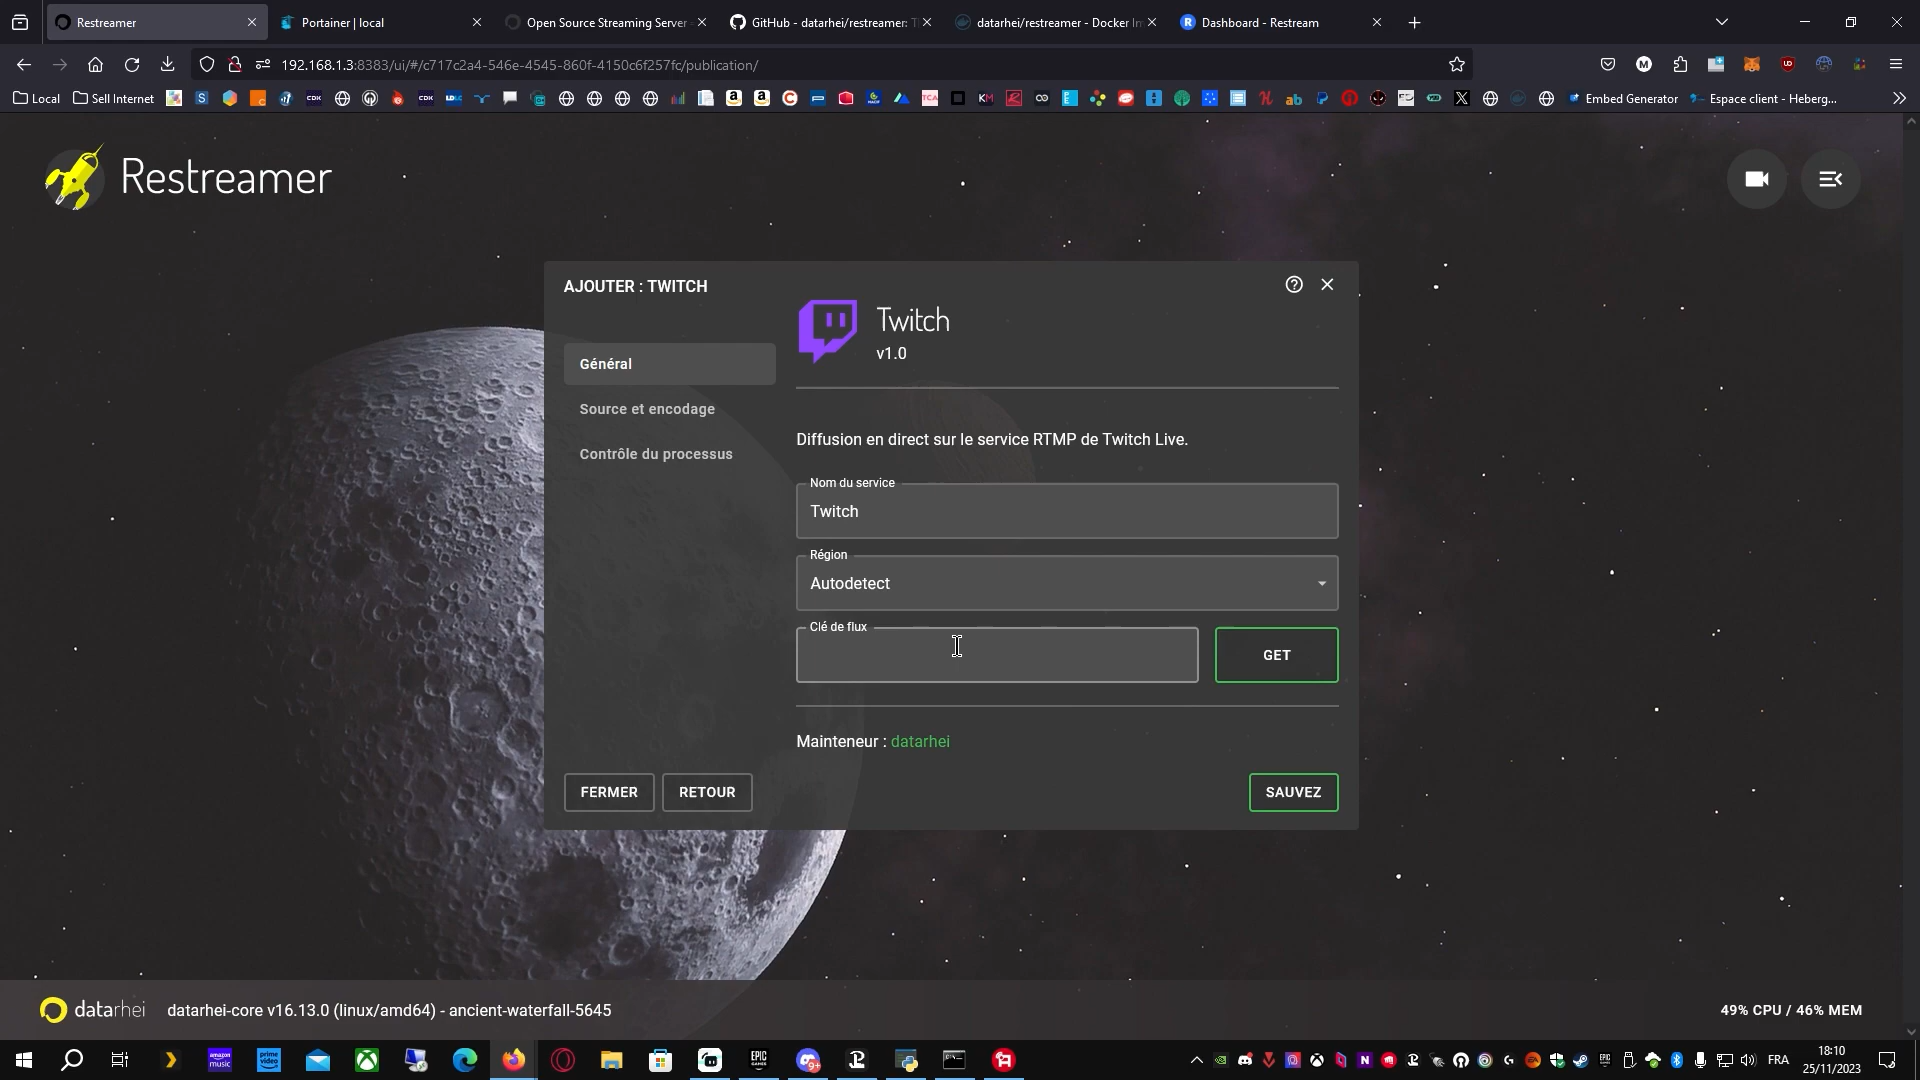 Restreamer
Portainer | local
Open Source Streaming Server
GitHub - datarhei/restreamer: T
datarhei/restreamer - Docker Im
Dashboard - Restream
192.168.1.3:8383/ui/#/c717c2a4-546e-4545-860f-4150c6f257fc/publication/
Local
Sell Internet
Embed Generator
Espace client - Heberg...
Restreamer
AJOUTER : TWITCH
Twitch
v1.0
Général
Source et encodage
Contrôle du processus
Diffusion en direct sur le service RTMP de Twitch Live.
Nom du service
Twitch
Région
Autodetect
Clé de flux
GET
Mainteneur : datarhei
FERMER
RETOUR
SAUVEZ
datarhei
datarhei-core v16.13.0 (linux/amd64) - ancient-waterfall-5645
49% CPU / 46% MEM
FRA
18:10
25/11/2023